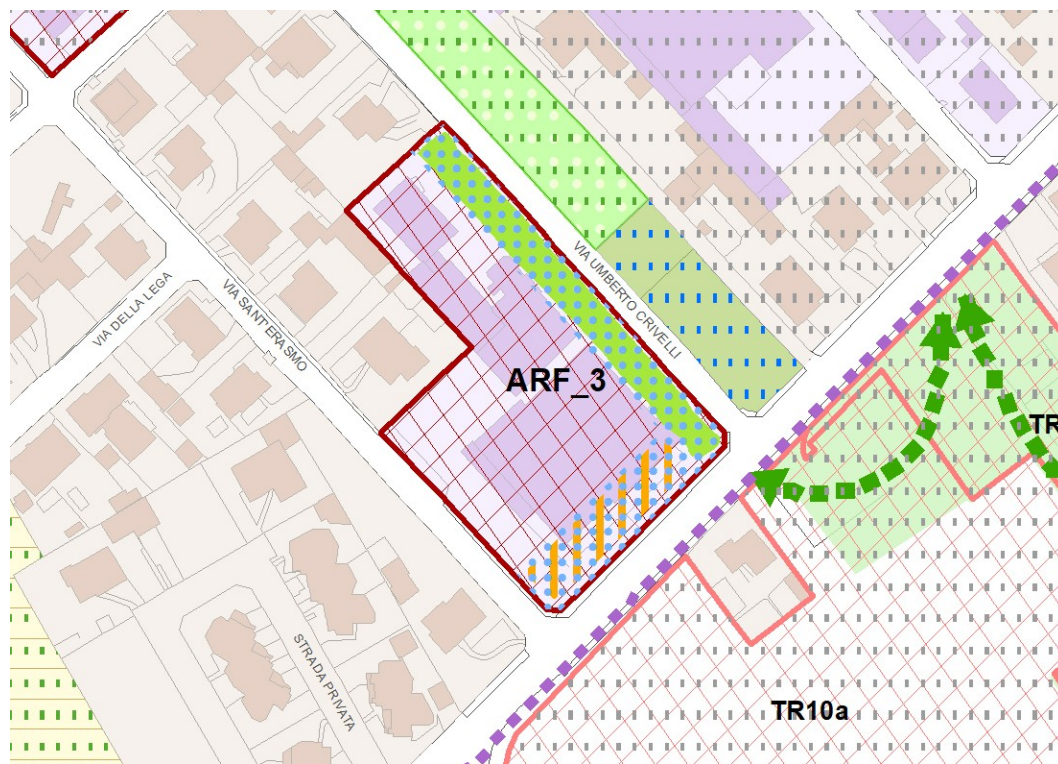 VIA DELLA LEGA
VIA SANT'ERASMO
VIA UMBERTO CRIVELLI
ARF_3
TR
STRADA PRIVATA
TR10a